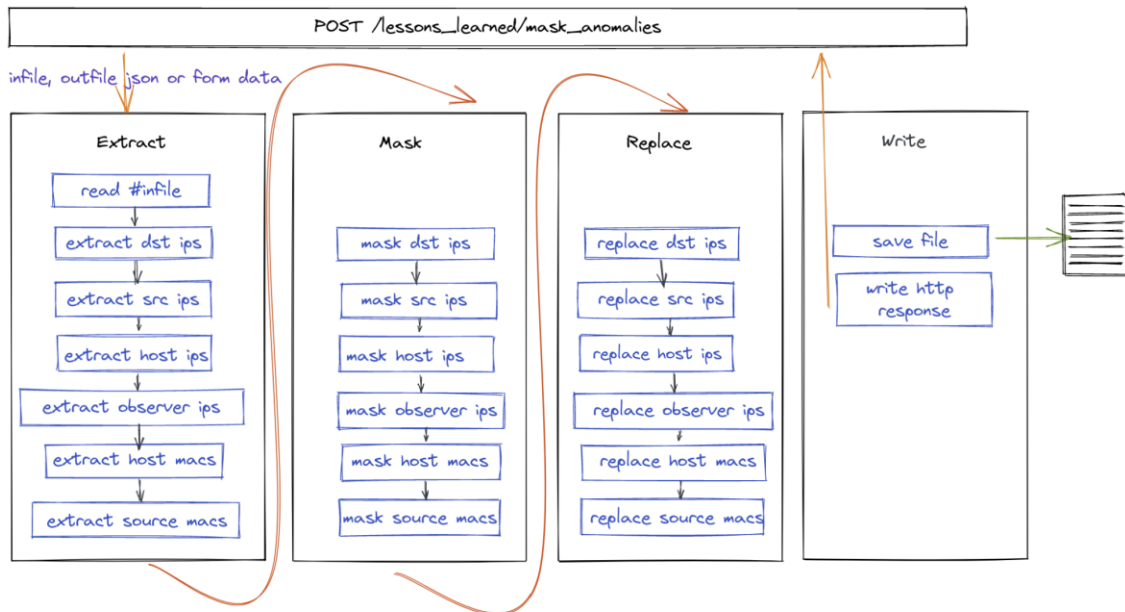 POST /lessons_learned/mask_anomalies
infile, outfile json or form data
Extract
read #infile
extract dst ips
extract src ips
extract host ips
extract observer ips
extract host macs
extract source macs
Mask
mask dst ips
mask src ips
mask host ips
mask observer ips
mask host macs
mask source macs
Replace
replace dst ips
replace src ips
replace host ips
replace observer ips
replace host macs
replace source macs
Write
save file
write http
response